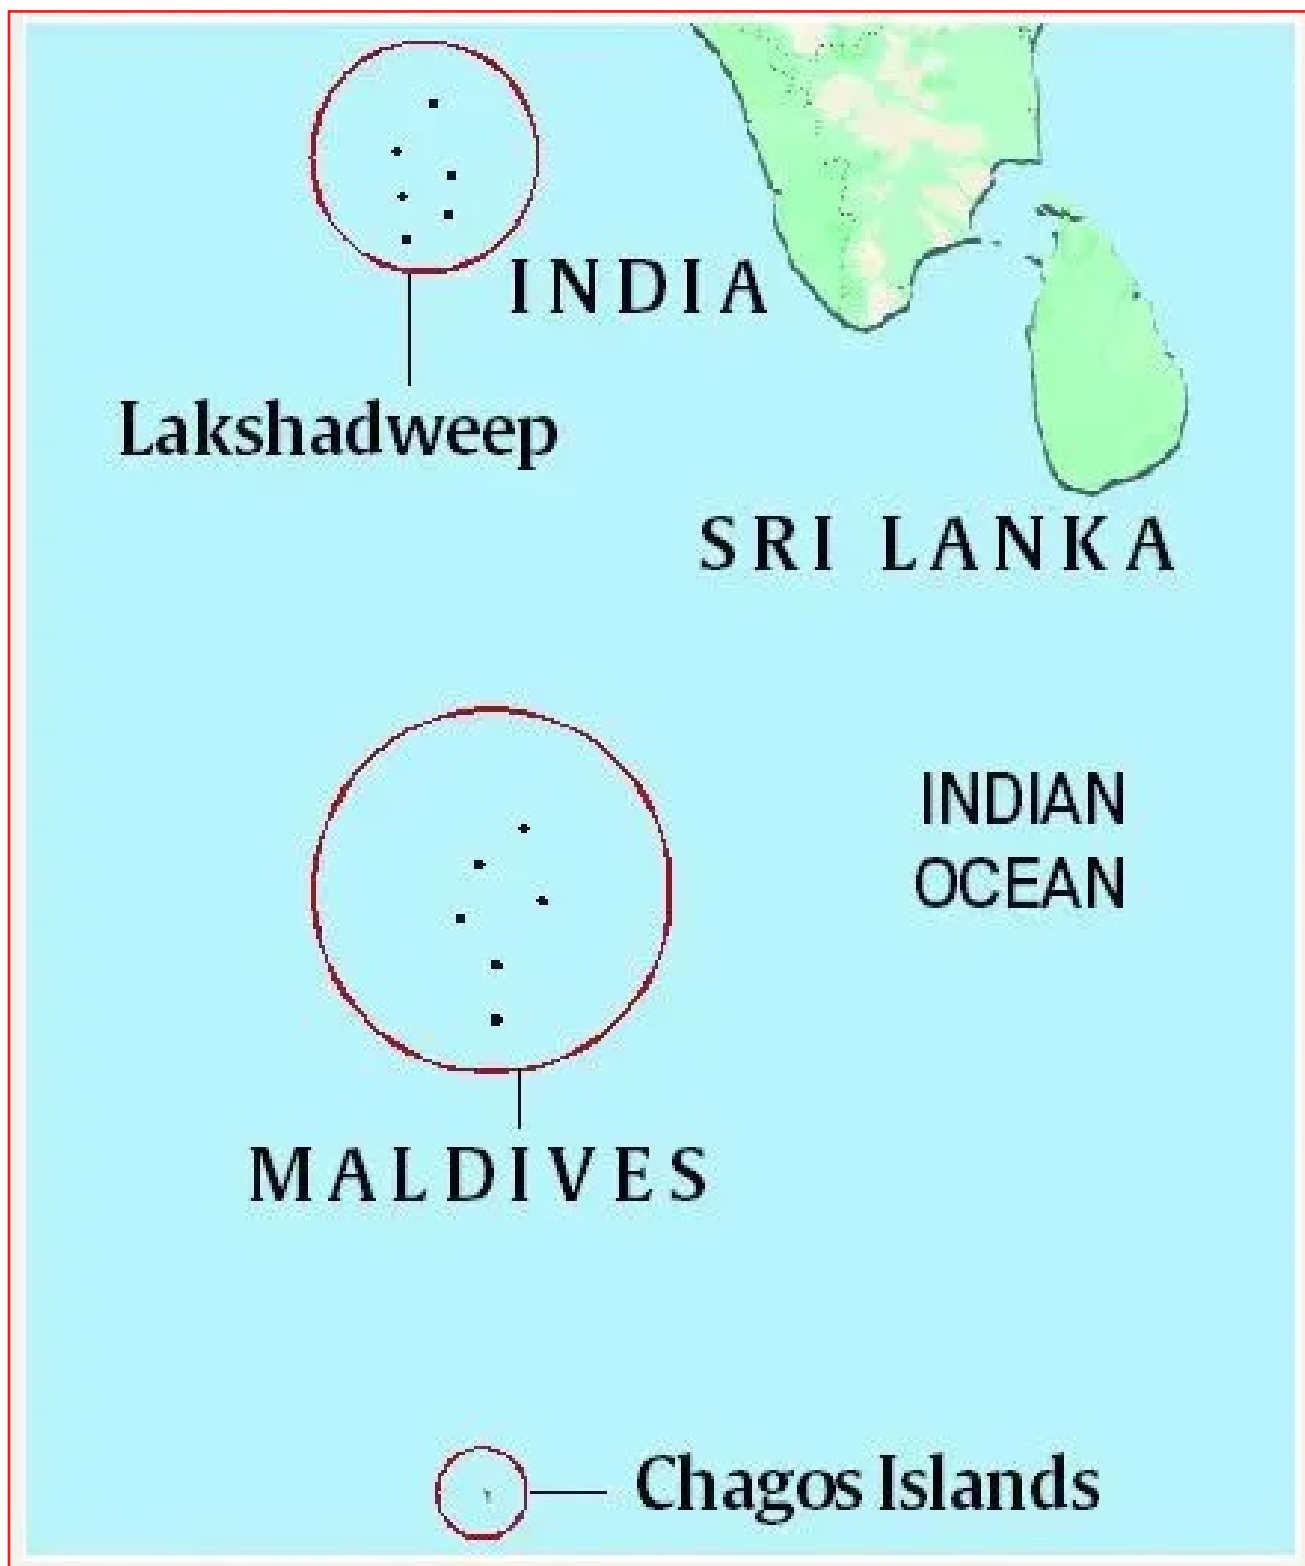 INDIA
Lakshadweep
SRI LANKA
INDIAN
OCEAN
MALDIVES
Chagos Islands